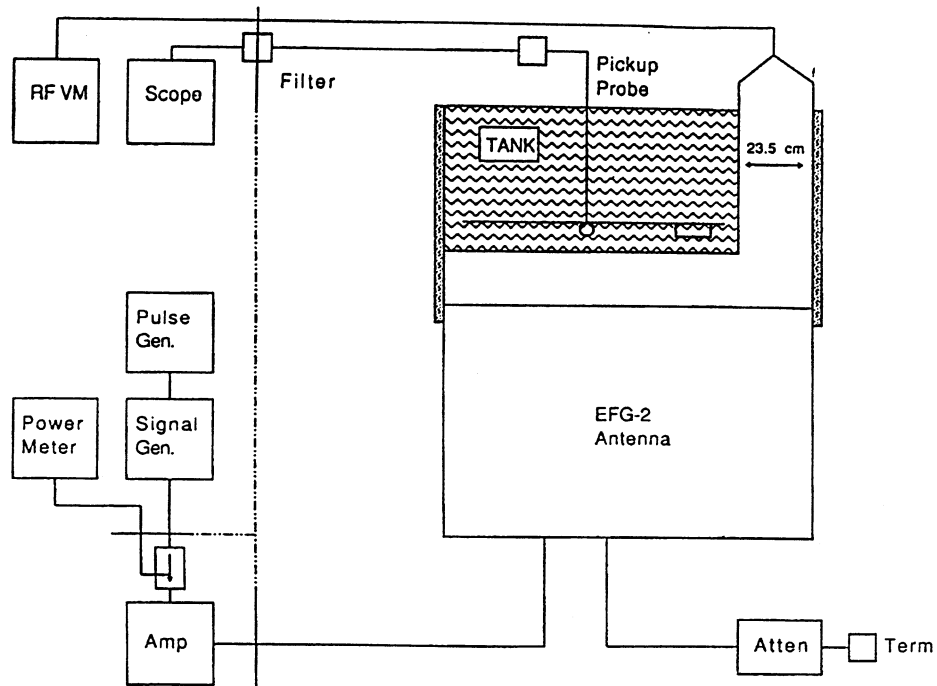 RF VM
Scope
Filter
Pickup
Probe
TANK
23.5 cm
Pulse
Gen.
Power
Meter
Signal
Gen.
EFG-2
Antenna
Amp
Atten
Term